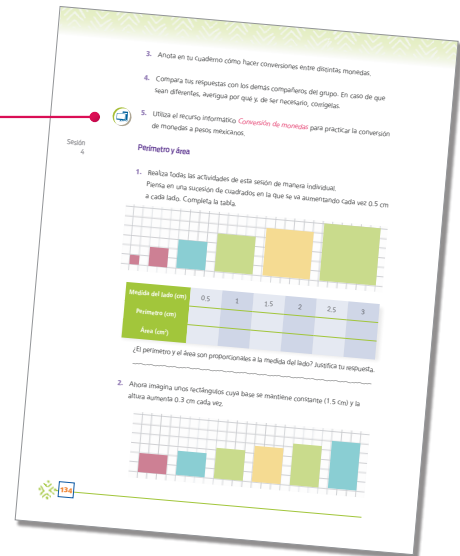 3. Anota en tu cuaderno cómo hacer conversiones entre distintas monedas.
4. Compara tus respuestas con los demás compañeros del grupo. En caso de que
sean diferentes, averigua por qué y, de ser necesario, corrígelas.
5. Utiliza el recurso informático Conversión de monedas para practicar la conversión
de monedas a pesos mexicanos.
Sesión
4
Perímetro y área
1. Realiza todas las actividades de esta sesión de manera individual.
Piensa en una sucesión de cuadrados en la que se va aumentando cada vez 0.5 cm
a cada lado. Completa la tabla.
Medida del lado (cm) 0.5 1 1.5 2 2.5 3
Perímetro (cm)
Área (cm²)
¿El perímetro y el área son proporcionales a la medida del lado? Justifica tu respuesta.
2. Ahora imagina unos rectángulos cuya base se mantiene constante (1.5 cm) y la
altura aumenta 0.3 cm cada vez.
134